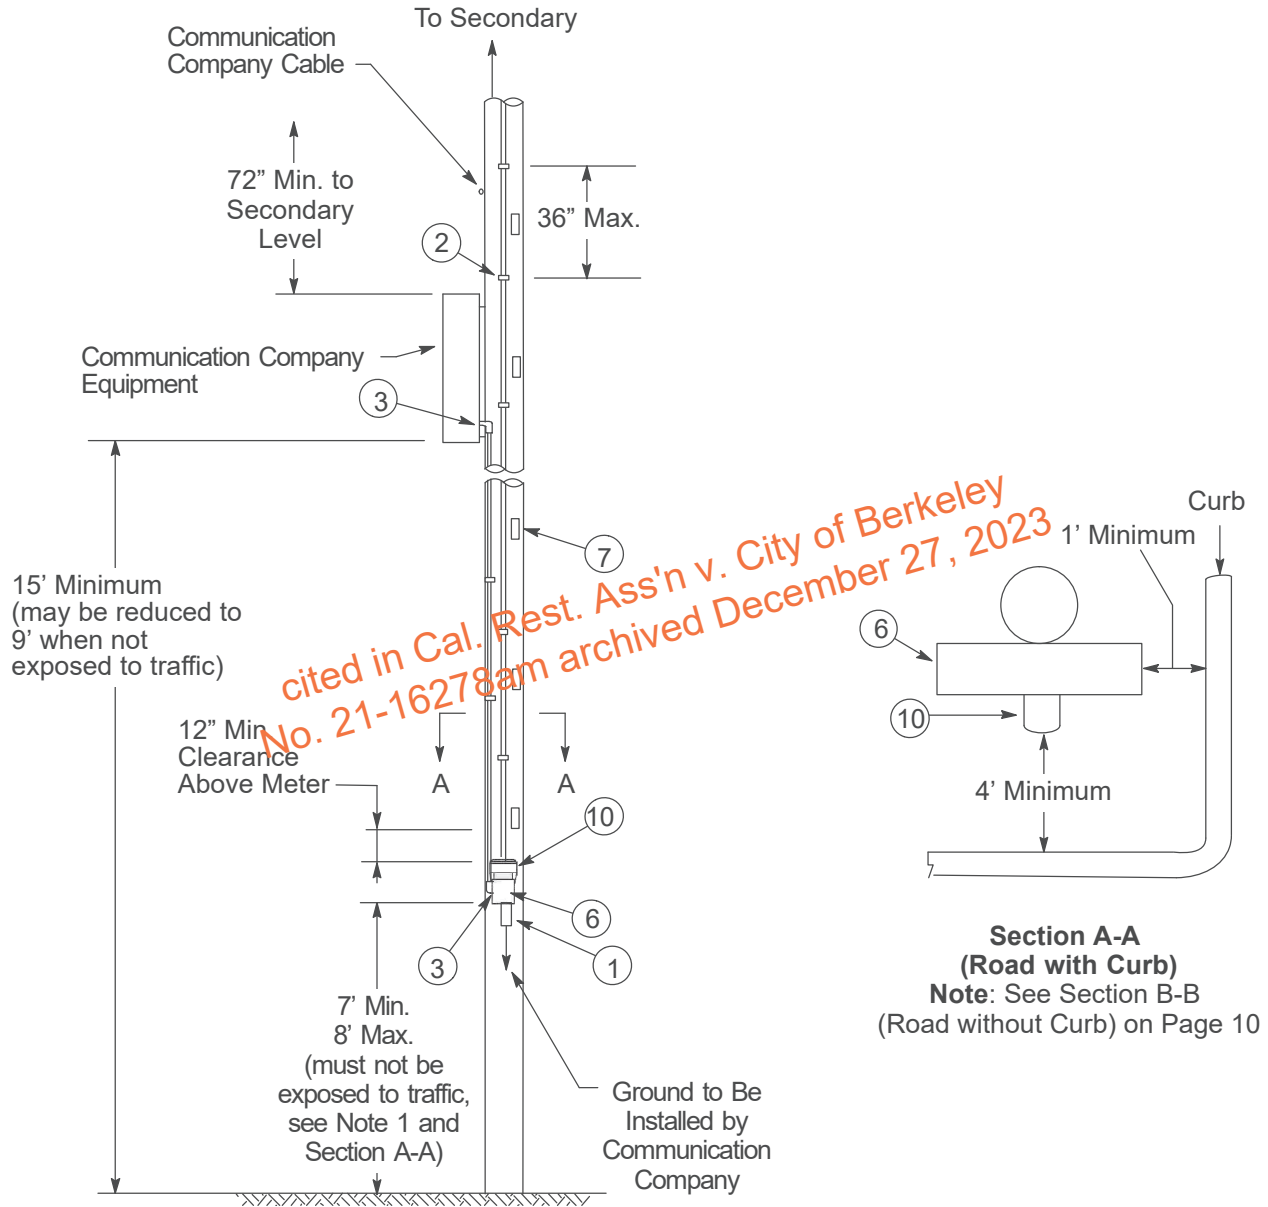 To Secondary
Communication
Company Cable
72” Min. to
Secondary
Level
36” Max.
2
Communication Company
Equipment
3
7
15’ Minimum
(may be reduced to
9’ when not
exposed to traffic)
cited in Cal. Rest. Ass'n v. City of Berkeley
No. 21-16278am archived December 27, 2023
12” Min
Clearance
Above Meter
A
A
10
6
3
1
7’ Min.
8’ Max.
(must not be
exposed to traffic,
see Note 1 and
Section A-A)
Ground to Be
Installed by
Communication
Company
Curb
1’ Minimum
6
10
4’ Minimum
Section A-A
(Road with Curb)
Note: See Section B-B
(Road without Curb) on Page 10